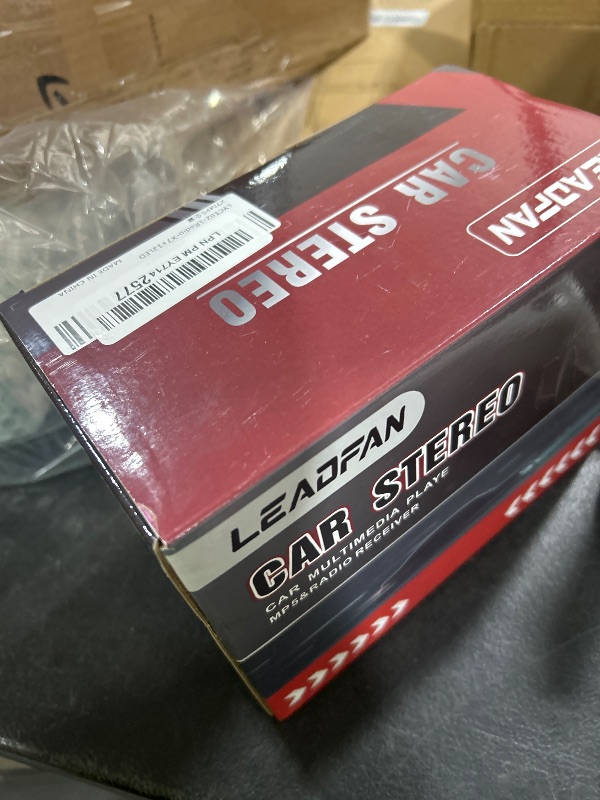 LEADFAN
CAR STEREO
LPN PM EY7142577
MADE IN CHINA
LEADFAN
CAR STEREO
CAR MULTIMEDIA PLAYE
MP5&RADIO RECEIVER